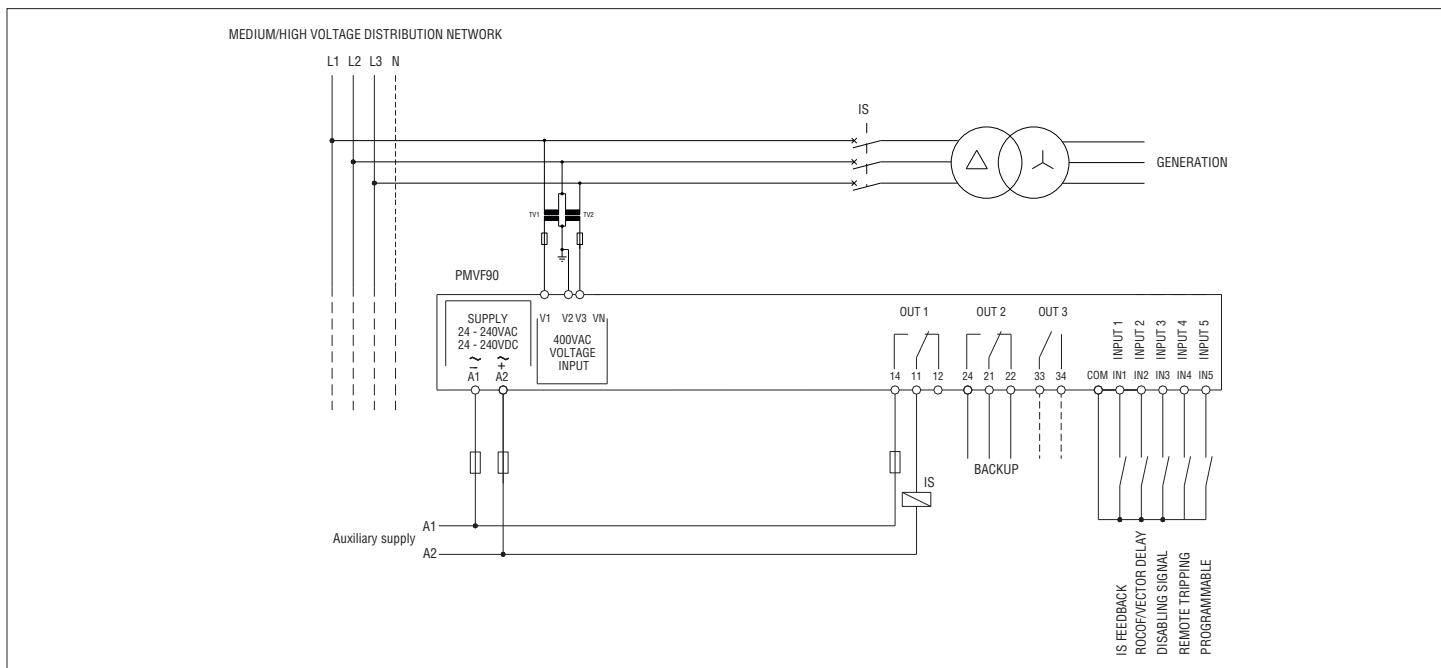 MEDIUM/HIGH VOLTAGE DISTRIBUTION NETWORK
L1 L2 L3 N
IS
GENERATION
TV1 TV2
PMVF90
SUPPLY
24 - 240VAC
24 - 240VDC
~ ~
– +
A1 A2
V1 V2 V3 VN
400VAC
VOLTAGE
INPUT
OUT 1
OUT 2
OUT 3
INPUT 1
INPUT 2
INPUT 3
INPUT 4
INPUT 5
14 11 12
24 21 22
33 34
COM IN1 IN2 IN3 IN4 IN5
BACKUP
IS
Auxiliary supply
A1
A2
IS FEEDBACK
ROCOF/VECTOR DELAY
DISABLING SIGNAL
REMOTE TRIPPING
PROGRAMMABLE